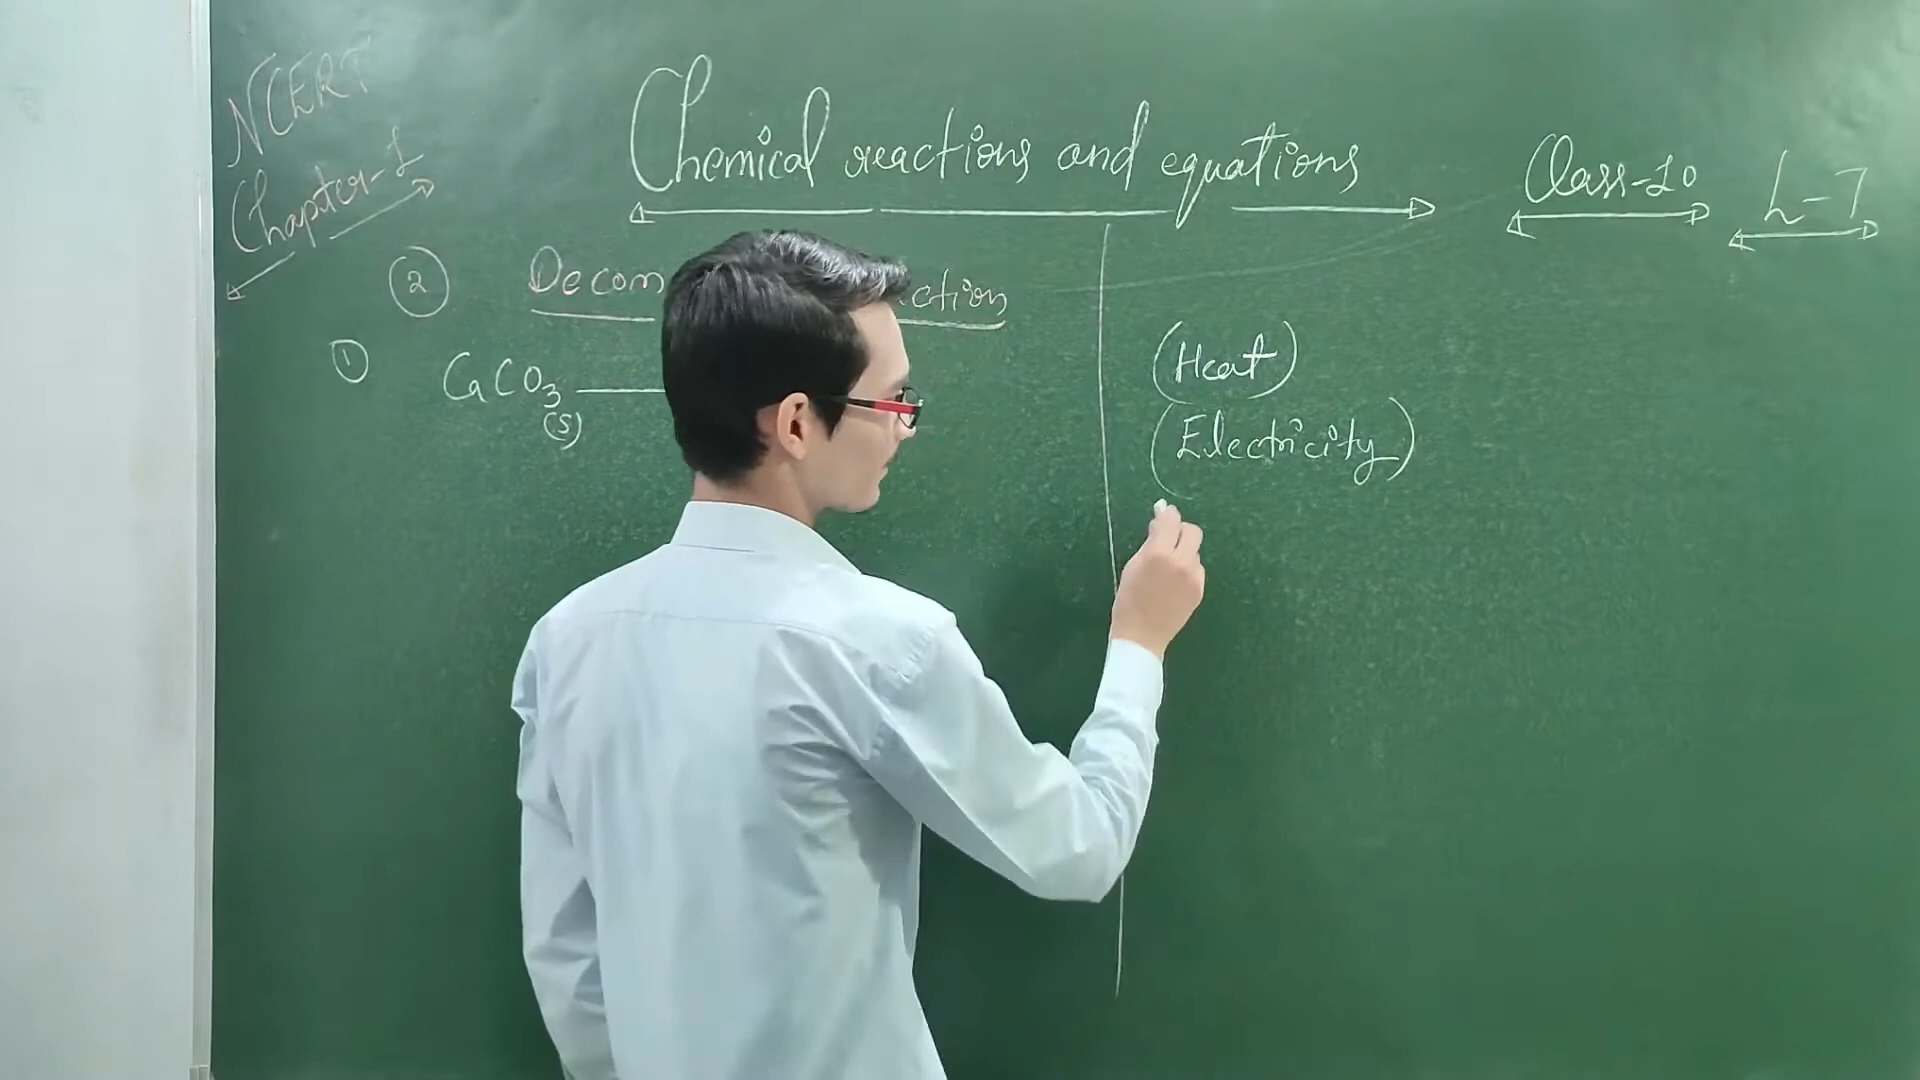 NCERT
Chapter-1
Chemical reactions and equations
Class-10
L-7
2 Decom ction
1 CaCO3(s)
(Heat)
(Electricity)